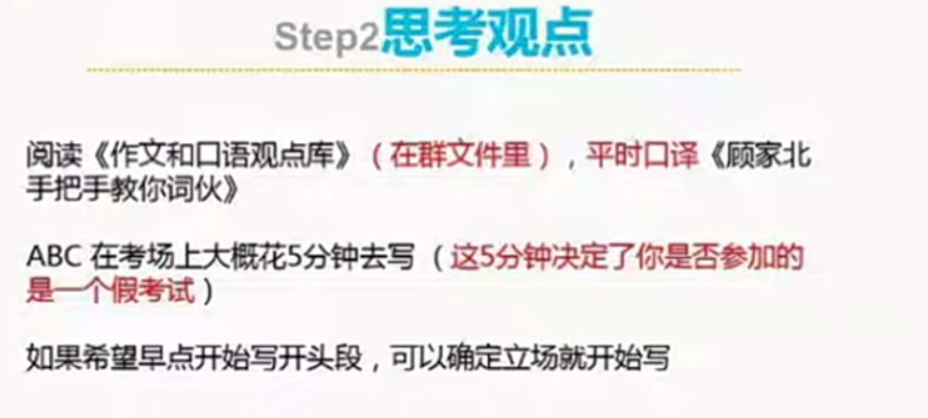 Step2思考观点
阅读《作文和口语观点库》（在群文件里），平时口译《顾家北
手把手教你词伙》
ABC 在考场上大概花5分钟去写 （这5分钟决定了你是否参加的
是一个假考试）
如果希望早点开始写开头段，可以确定立场就开始写